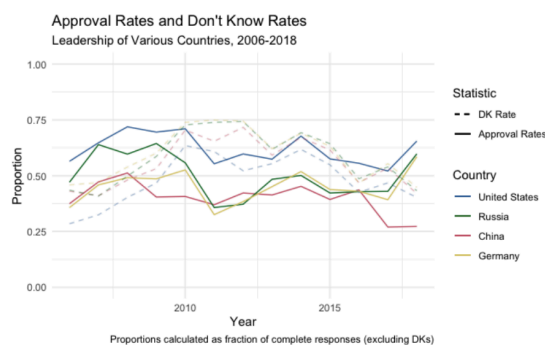 Approval Rates and Don't Know Rates
Leadership of Various Countries, 2006-2018
1.00
0.75
0.50
0.25
0.00
Proportion
2010
2015
Year
Statistic
DK Rate
Approval Rates
Country
United States
Russia
China
Germany
Proportions calculated as fraction of complete responses (excluding DKs)